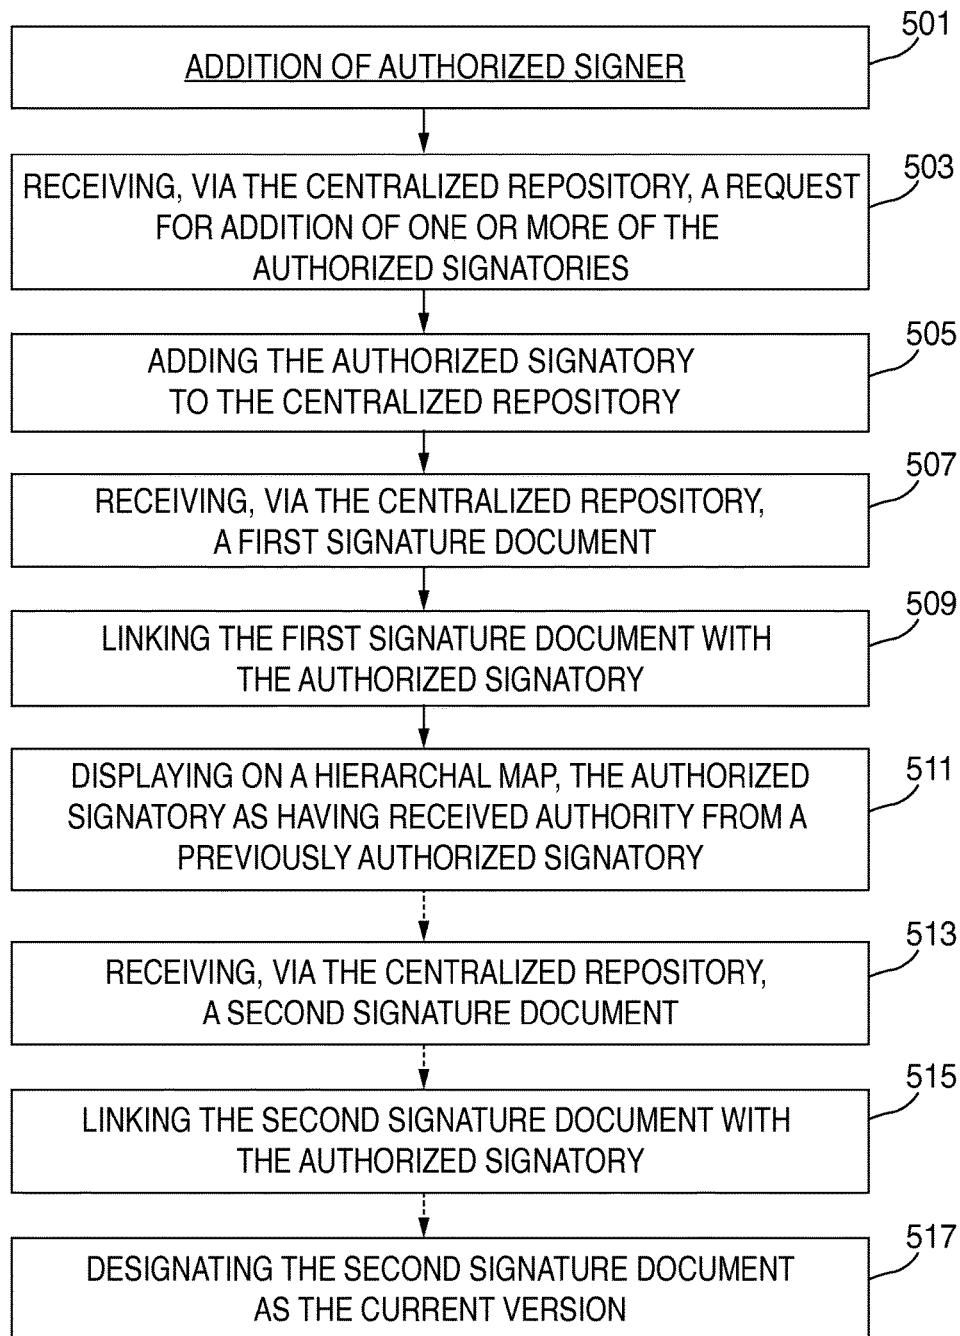 501
ADDITION OF AUTHORIZED SIGNER
503
RECEIVING, VIA THE CENTRALIZED REPOSITORY, A REQUEST
FOR ADDITION OF ONE OR MORE OF THE
AUTHORIZED SIGNATORIES
505
ADDING THE AUTHORIZED SIGNATORY
TO THE CENTRALIZED REPOSITORY
507
RECEIVING, VIA THE CENTRALIZED REPOSITORY,
A FIRST SIGNATURE DOCUMENT
509
LINKING THE FIRST SIGNATURE DOCUMENT WITH
THE AUTHORIZED SIGNATORY
511
DISPLAYING ON A HIERARCHAL MAP, THE AUTHORIZED
SIGNATORY AS HAVING RECEIVED AUTHORITY FROM A
PREVIOUSLY AUTHORIZED SIGNATORY
513
RECEIVING, VIA THE CENTRALIZED REPOSITORY,
A SECOND SIGNATURE DOCUMENT
515
LINKING THE SECOND SIGNATURE DOCUMENT WITH
THE AUTHORIZED SIGNATORY
517
DESIGNATING THE SECOND SIGNATURE DOCUMENT
AS THE CURRENT VERSION